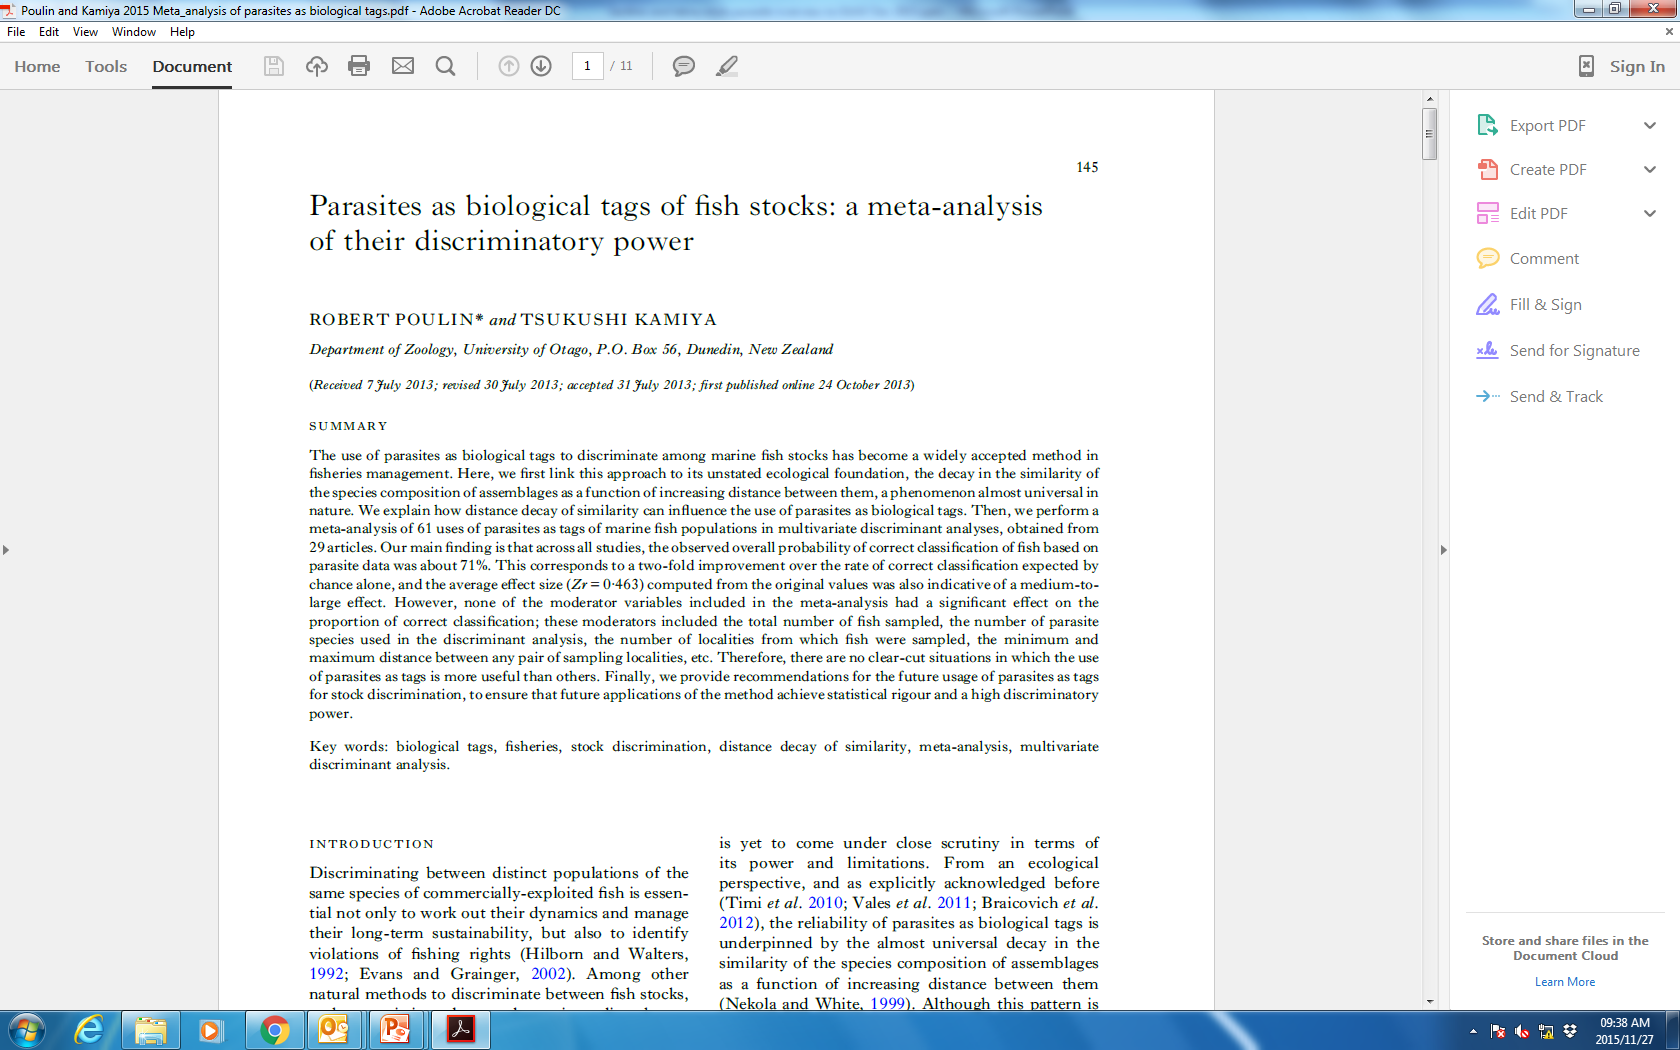 Poulin and Kamiya 2015 Meta_analysis of parasites as biological tags.pdf - Adobe Acrobat Reader DC
File Edit View Window Help
Home Tools Document 1 / 11 Sign In
145
Parasites as biological tags of fish stocks: a meta-analysis
of their discriminatory power
ROBERT POULIN* and TSUKUSHI KAMIYA
Department of Zoology, University of Otago, P.O. Box 56, Dunedin, New Zealand
(Received 7 July 2013; revised 30 July 2013; accepted 31 July 2013; first published online 24 October 2013)
SUMMARY
The use of parasites as biological tags to discriminate among marine fish stocks has become a widely accepted method in
fisheries management. Here, we first link this approach to its unstated ecological foundation, the decay in the similarity of
the species composition of assemblages as a function of increasing distance between them, a phenomenon almost universal in
nature. We explain how distance decay of similarity can influence the use of parasites as biological tags. Then, we perform a
meta-analysis of 61 uses of parasites as tags of marine fish populations in multivariate discriminant analyses, obtained from
29 articles. Our main finding is that across all studies, the observed overall probability of correct classification of fish based on
parasite data was about 71%. This corresponds to a two-fold improvement over the rate of correct classification expected by
chance alone, and the average effect size (Zr = 0·463) computed from the original values was also indicative of a medium-to-
large effect. However, none of the moderator variables included in the meta-analysis had a significant effect on the
proportion of correct classification; these moderators included the total number of fish sampled, the number of parasite
species used in the discriminant analysis, the number of localities from which fish were sampled, the minimum and
maximum distance between any pair of sampling localities, etc. Therefore, there are no clear-cut situations in which the use
of parasites as tags is more useful than others. Finally, we provide recommendations for the future usage of parasites as tags
for stock discrimination, to ensure that future applications of the method achieve statistical rigour and a high discriminatory
power.
Key words: biological tags, fisheries, stock discrimination, distance decay of similarity, meta-analysis, multivariate
discriminant analysis.
INTRODUCTION
Discriminating between distinct populations of the
same species of commercially-exploited fish is essen-
tial not only to work out their dynamics and manage
their long-term sustainability, but also to identify
violations of fishing rights (Hilborn and Walters,
1992; Evans and Grainger, 2002). Among other
natural methods to discriminate between fish stocks,
is yet to come under close scrutiny in terms of
its power and limitations. From an ecological
perspective, and as explicitly acknowledged before
(Timi et al. 2010; Vales et al. 2011; Braicovich et al.
2012), the reliability of parasites as biological tags is
underpinned by the almost universal decay in the
similarity of the species composition of assemblages
as a function of increasing distance between them
(Nekola and White, 1999). Although this pattern is
Export PDF
Create PDF
Edit PDF
Comment
Fill & Sign
Send for Signature
Send & Track
Store and share files in the
Document Cloud
Learn More
09:38 AM
2015/11/27